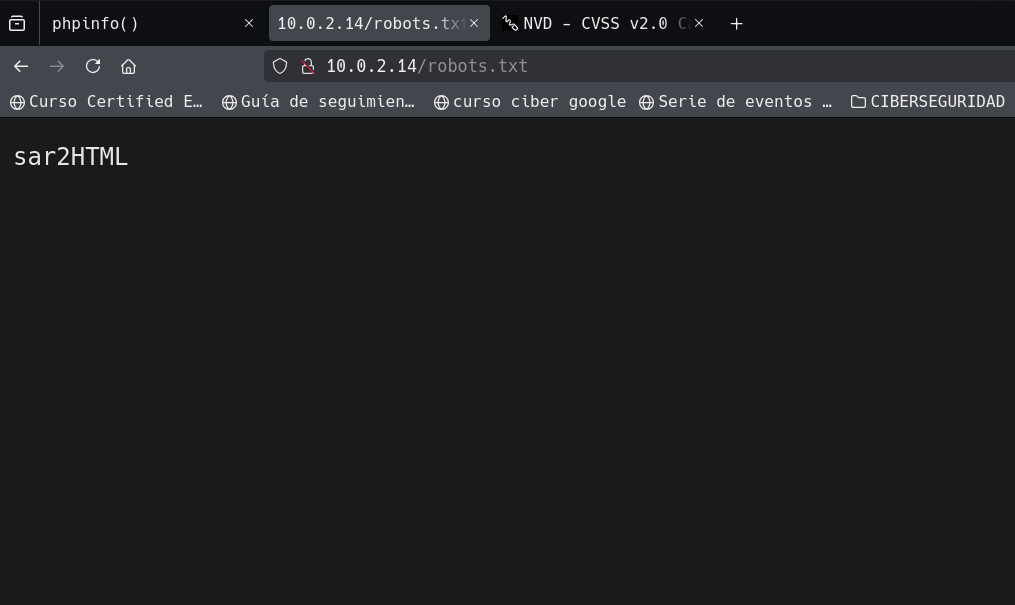 phpinfo()
10.0.2.14/robots.txt
NVD - CVSS v2.0 C
10.0.2.14/robots.txt
Curso Certified E…
Guía de seguimien…
curso ciber google
Serie de eventos …
CIBERSEGURIDAD
sar2HTML